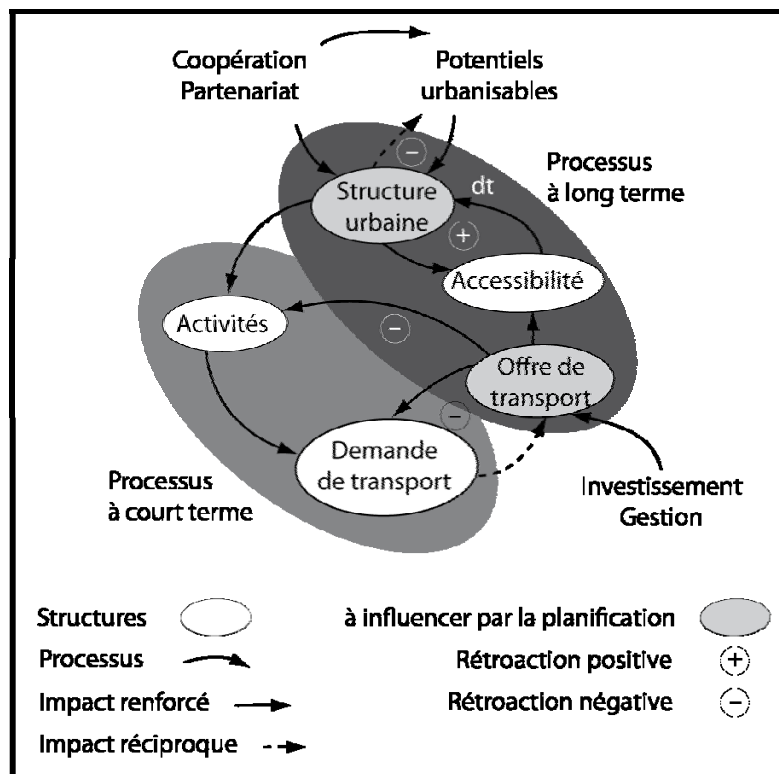 Coopération
Partenariat
Potentiels
urbanisables
−
Processus
à long terme
Structure
urbaine
dt
+
Accessibilité
Activités
−
Offre de
transport
−
Demande
de transport
Processus
à court terme
Investissement
Gestion
Structures
à influencer par la planification
Processus
Rétroaction positive +
Impact renforcé
Rétroaction négative −
Impact réciproque